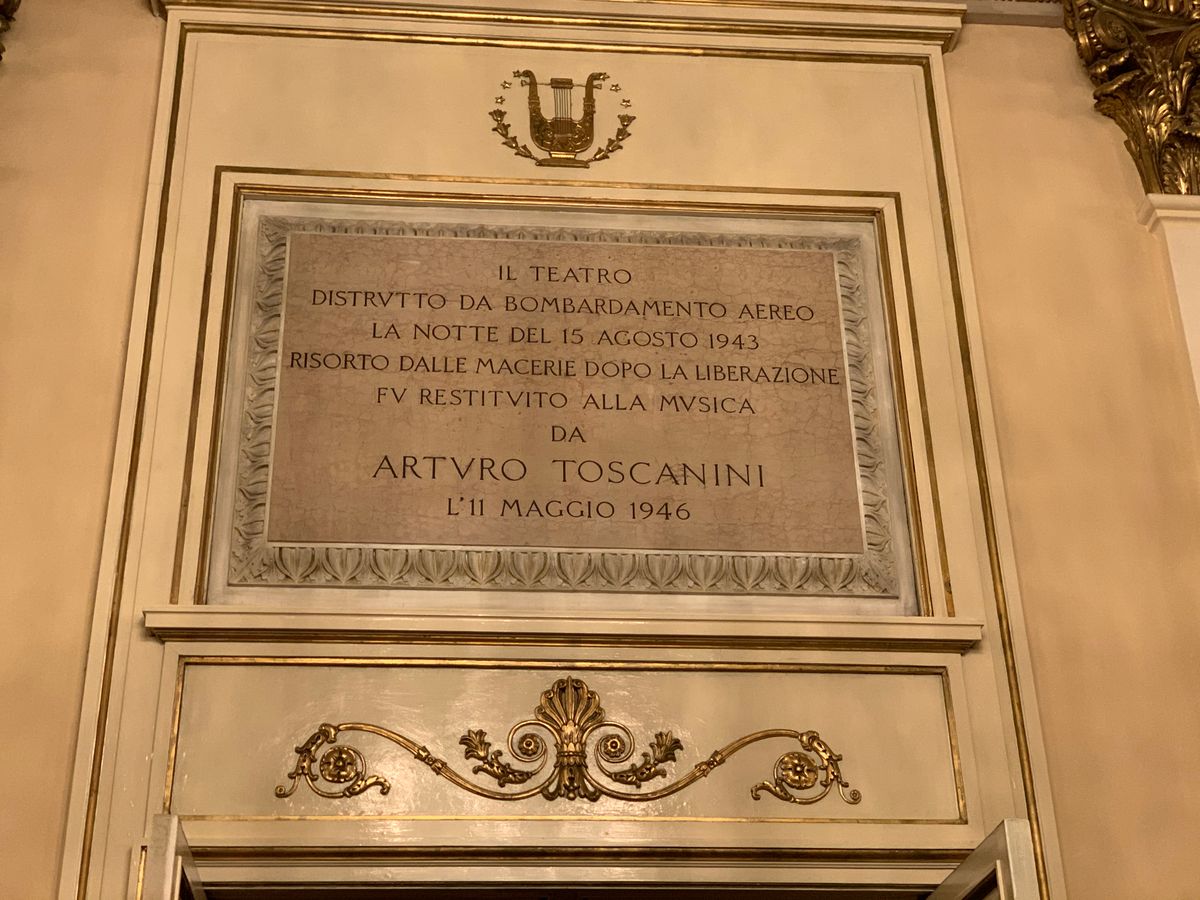 IL TEATRO
DISTRVTTO DA BOMBARDAMENTO AEREO
LA NOTTE DEL 15 AGOSTO 1943
RISORTO DALLE MACERIE DOPO LA LIBERAZIONE
FV RESTITVITO ALLA MVSICA
DA
ARTVRO TOSCANINI
L'11 MAGGIO 1946